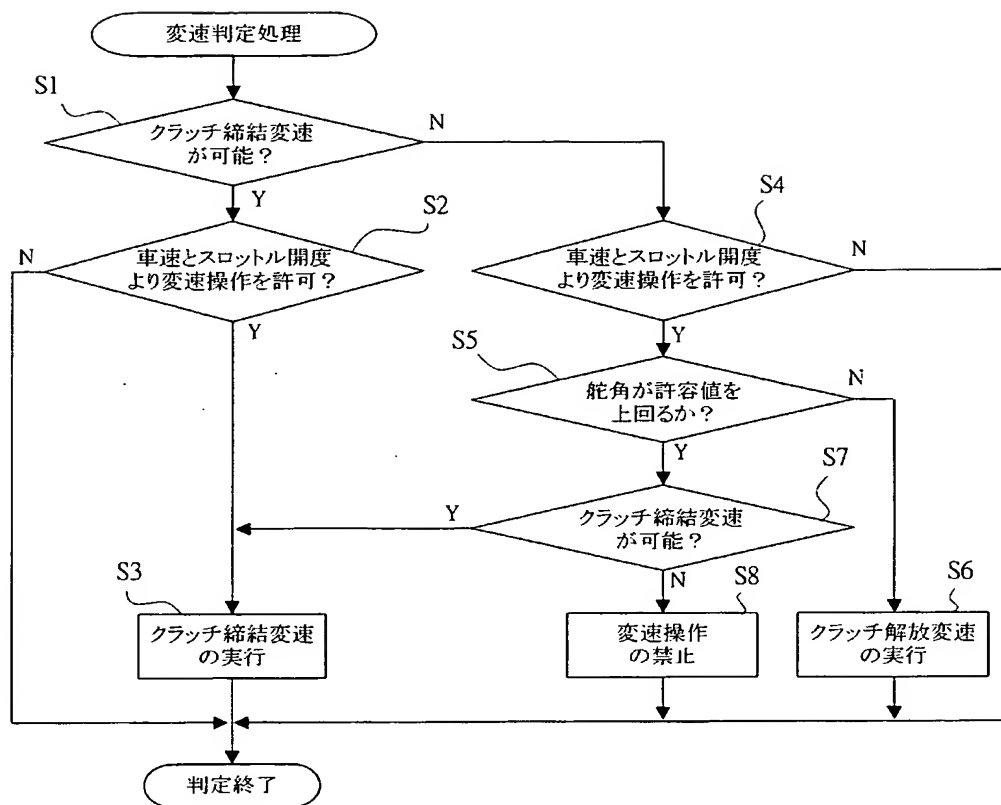 変速判定処理
S1
クラッチ締結変速
が可能?
N
Y
S2
車速とスロットル開度
より変速操作を許可?
N
Y
S4
車速とスロットル開度
より変速操作を許可?
N
Y
S5
舵角が許容値を
上回るか?
N
Y
S7
クラッチ締結変速
が可能?
Y
N
S3
クラッチ締結変速
の実行
S8
変速操作
の禁止
S6
クラッチ解放変速
の実行
判定終了